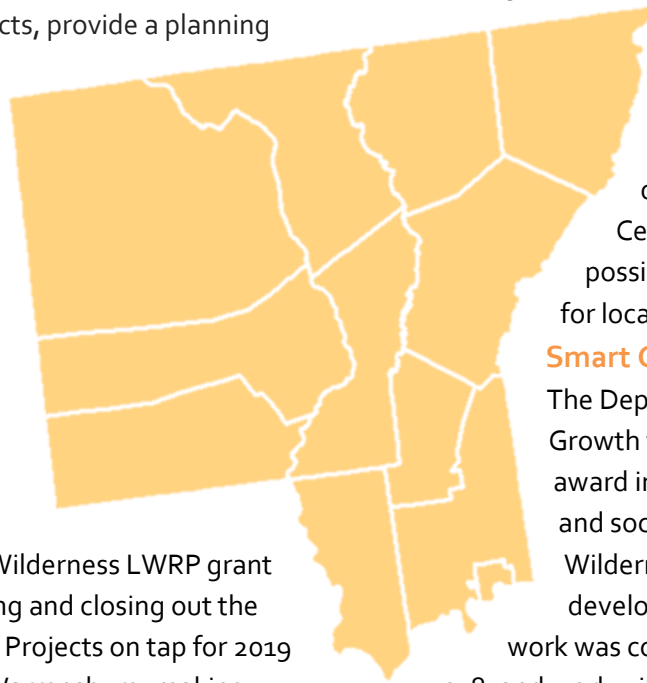 cts, provide a planning
possi
for loca
Smart
The Dep
Growth
award in
and soc
Wilderness LWRP grant
ng and closing out the
Projects on tap for 2019
Wildern
develo
work was co